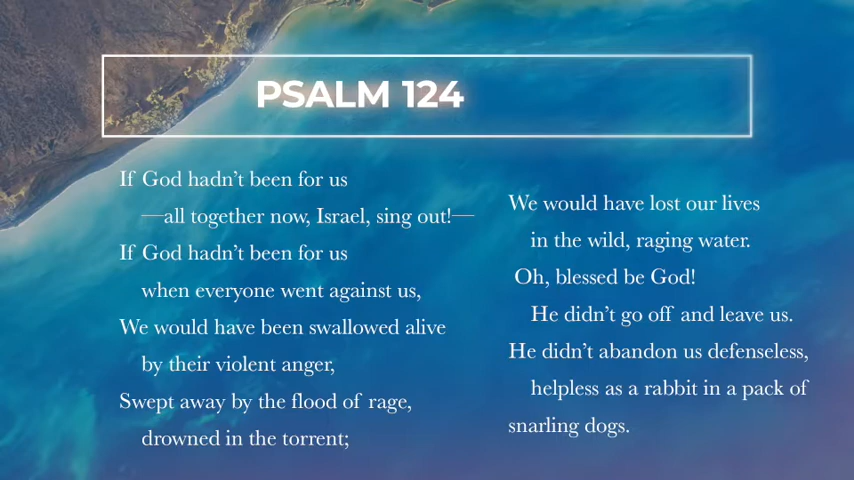 PSALM 124
If God hadn’t been for us
—all together now, Israel, sing out!—
If God hadn’t been for us
when everyone went against us,
We would have been swallowed alive
by their violent anger,
Swept away by the flood of rage,
drowned in the torrent;
We would have lost our lives
in the wild, raging water.
Oh, blessed be God!
He didn’t go off and leave us.
He didn’t abandon us defenseless,
helpless as a rabbit in a pack of
snarling dogs.